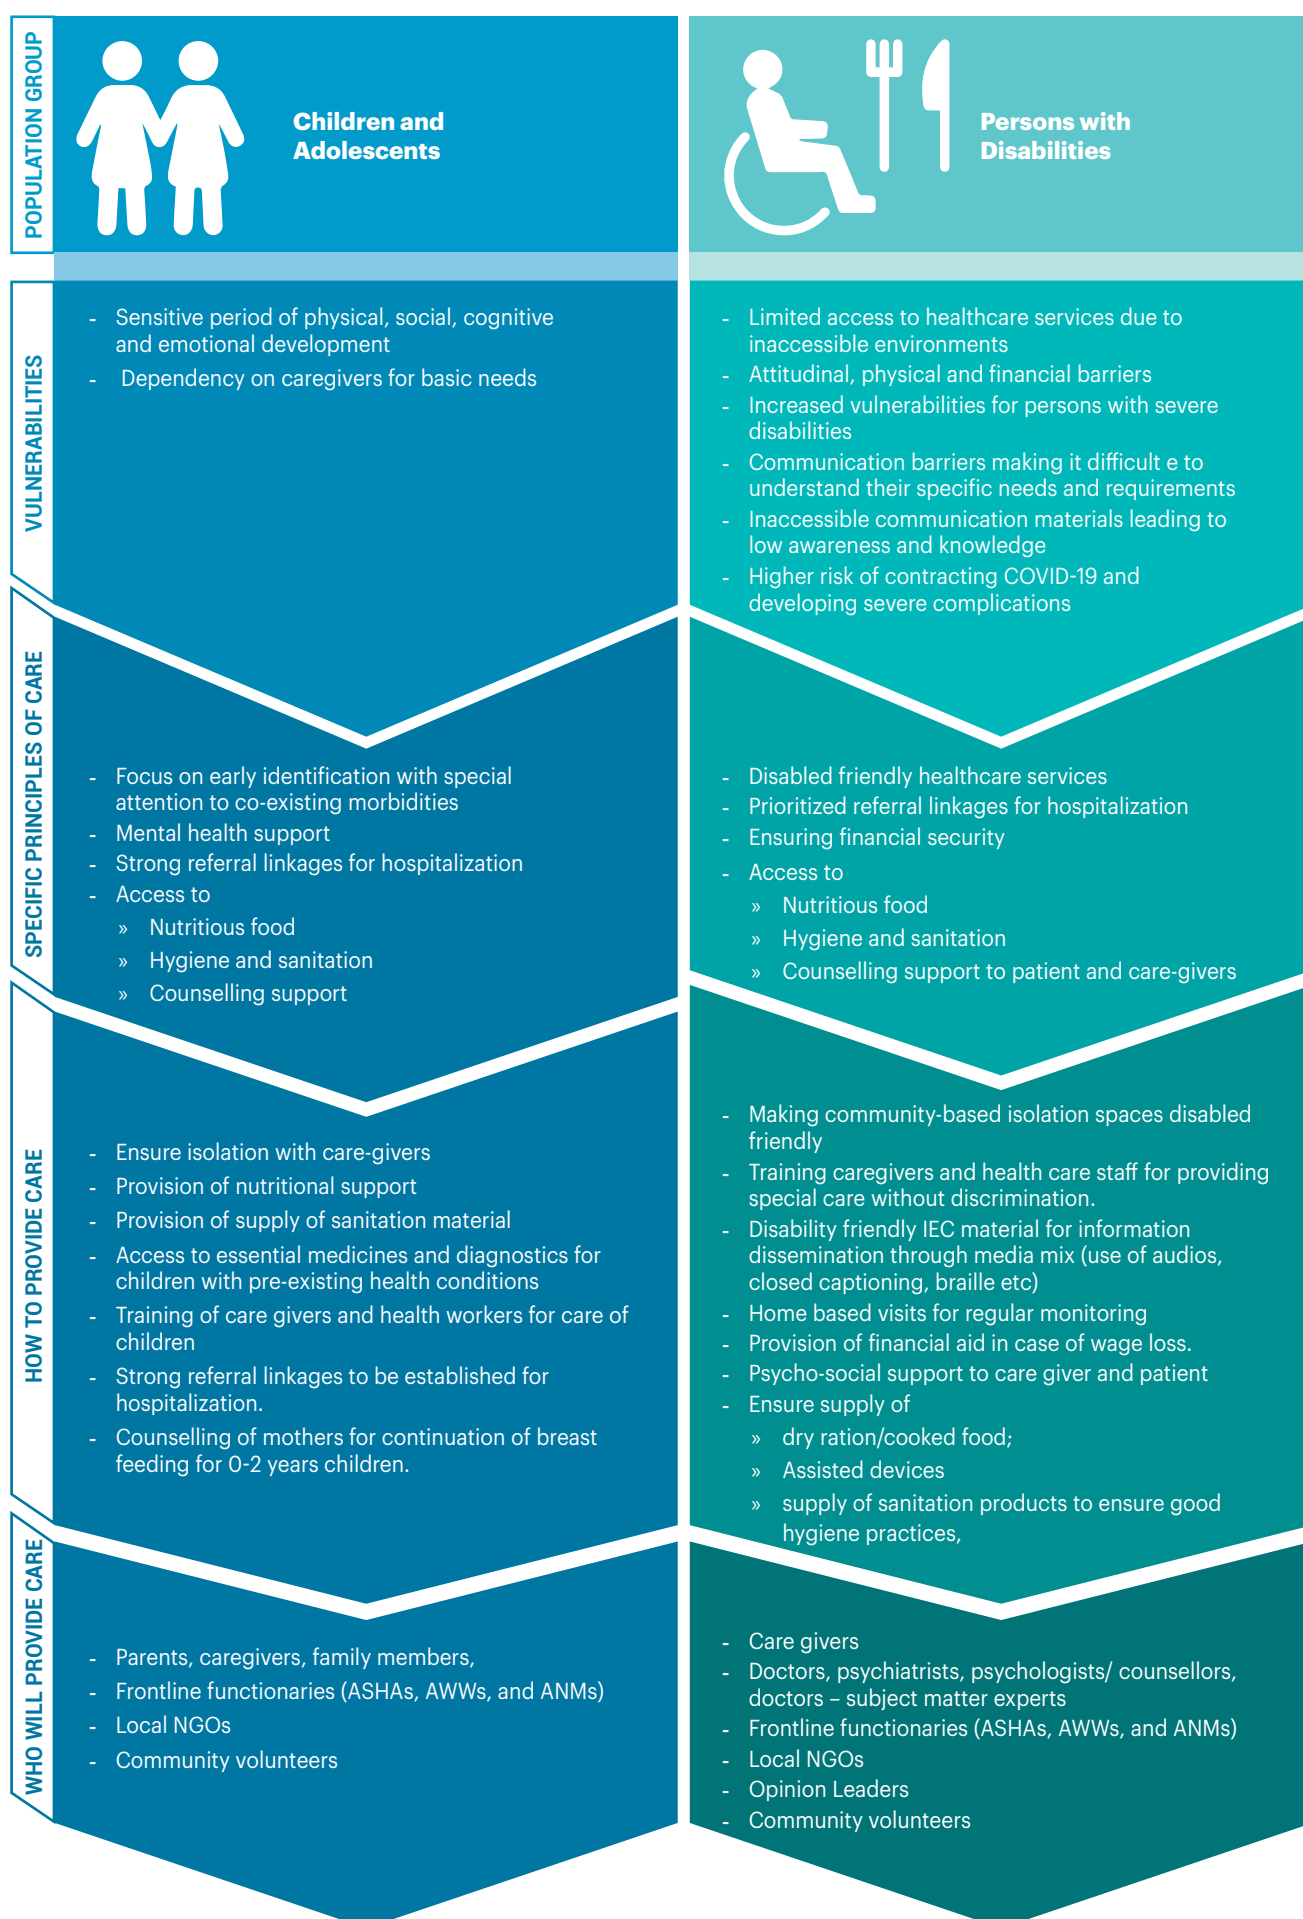 POPULATION GROUP
Children and
Adolescents
Persons with
Disabilities
VULNERABILITIES
- Sensitive period of physical, social, cognitive
and emotional development
- Dependency on caregivers for basic needs
- Limited access to healthcare services due to
inaccessible environments
- Attitudinal, physical and financial barriers
- Increased vulnerabilities for persons with severe
disabilities
- Communication barriers making it difficult e to
understand their specific needs and requirements
- Inaccessible communication materials leading to
low awareness and knowledge
- Higher risk of contracting COVID-19 and
developing severe complications
SPECIFIC PRINCIPLES OF CARE
- Focus on early identification with special
attention to co-existing morbidities
- Mental health support
- Strong referral linkages for hospitalization
- Access to
» Nutritious food
» Hygiene and sanitation
» Counselling support
- Disabled friendly healthcare services
- Prioritized referral linkages for hospitalization
- Ensuring financial security
- Access to
» Nutritious food
» Hygiene and sanitation
» Counselling support to patient and care-givers
HOW TO PROVIDE CARE
- Ensure isolation with care-givers
- Provision of nutritional support
- Provision of supply of sanitation material
- Access to essential medicines and diagnostics for
children with pre-existing health conditions
- Training of care givers and health workers for care of
children
- Strong referral linkages to be established for
hospitalization.
- Counselling of mothers for continuation of breast
feeding for 0-2 years children.
- Making community-based isolation spaces disabled
friendly
- Training caregivers and health care staff for providing
special care without discrimination.
- Disability friendly IEC material for information
dissemination through media mix (use of audios,
closed captioning, braille etc)
- Home based visits for regular monitoring
- Provision of financial aid in case of wage loss.
- Psycho-social support to care giver and patient
- Ensure supply of
» dry ration/cooked food;
» Assisted devices
» supply of sanitation products to ensure good
hygiene practices,
WHO WILL PROVIDE CARE
- Parents, caregivers, family members,
- Frontline functionaries (ASHAs, AWWs, and ANMs)
- Local NGOs
- Community volunteers
- Care givers
- Doctors, psychiatrists, psychologists/ counsellors,
doctors – subject matter experts
- Frontline functionaries (ASHAs, AWWs, and ANMs)
- Local NGOs
- Opinion Leaders
- Community volunteers